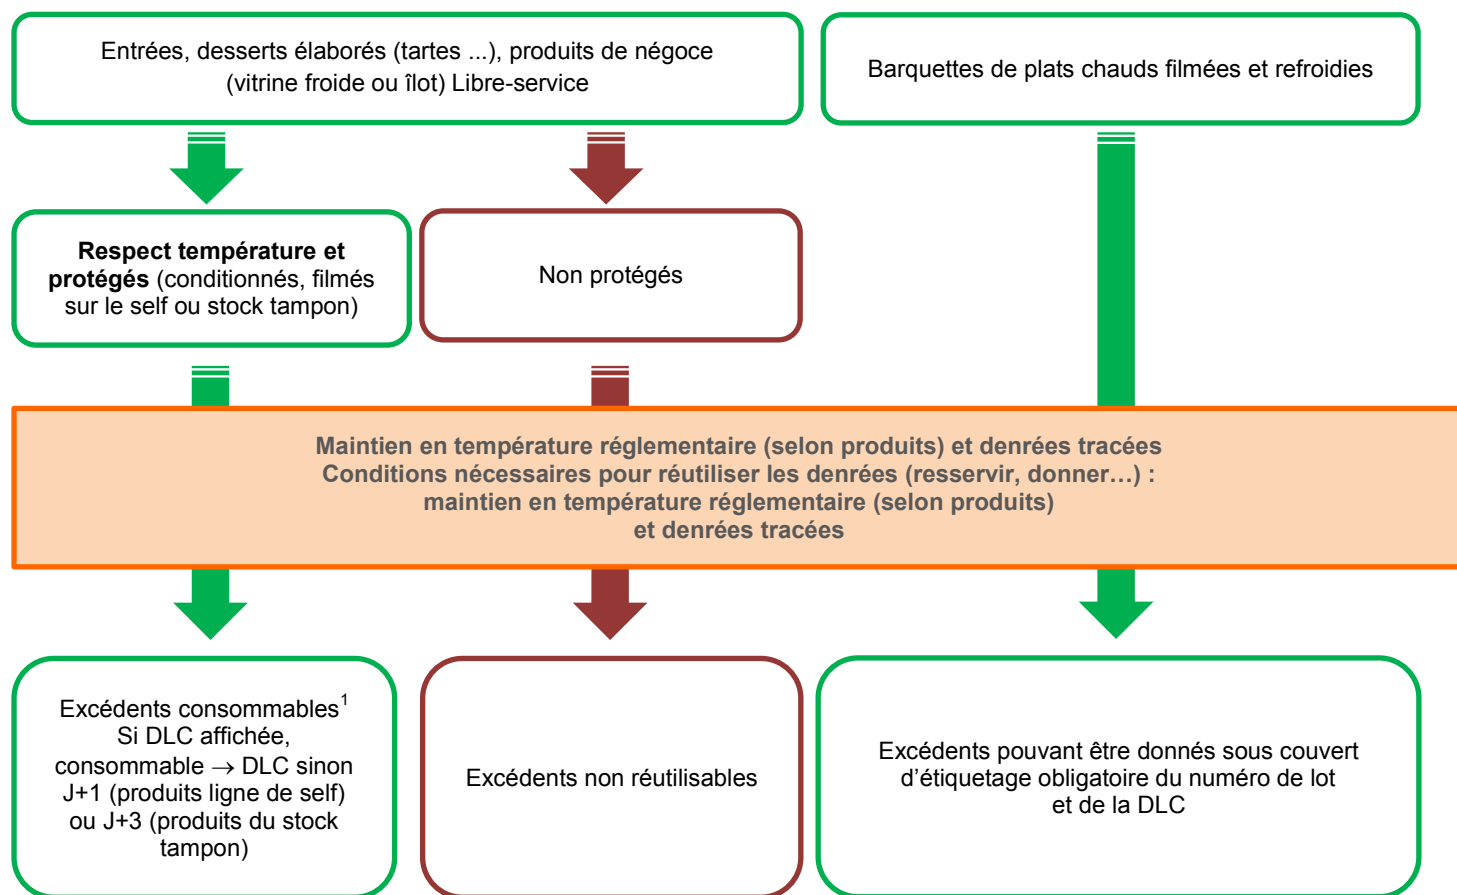 Entrées, desserts élaborés (tartes ...), produits de négoce
(vitrine froide ou îlot) Libre-service
Barquettes de plats chauds filmées et refroidies
Respect température et
protégés (conditionnés, filmés
sur le self ou stock tampon)
Non protégés
Maintien en température réglementaire (selon produits) et denrées tracées
Conditions nécessaires pour réutiliser les denrées (resservir, donner…) :
maintien en température réglementaire (selon produits)
et denrées tracées
Excédents consommables¹
Si DLC affichée,
consommable → DLC sinon
J+1 (produits ligne de self)
ou J+3 (produits du stock
tampon)
Excédents non réutilisables
Excédents pouvant être donnés sous couvert
d’étiquetage obligatoire du numéro de lot
et de la DLC